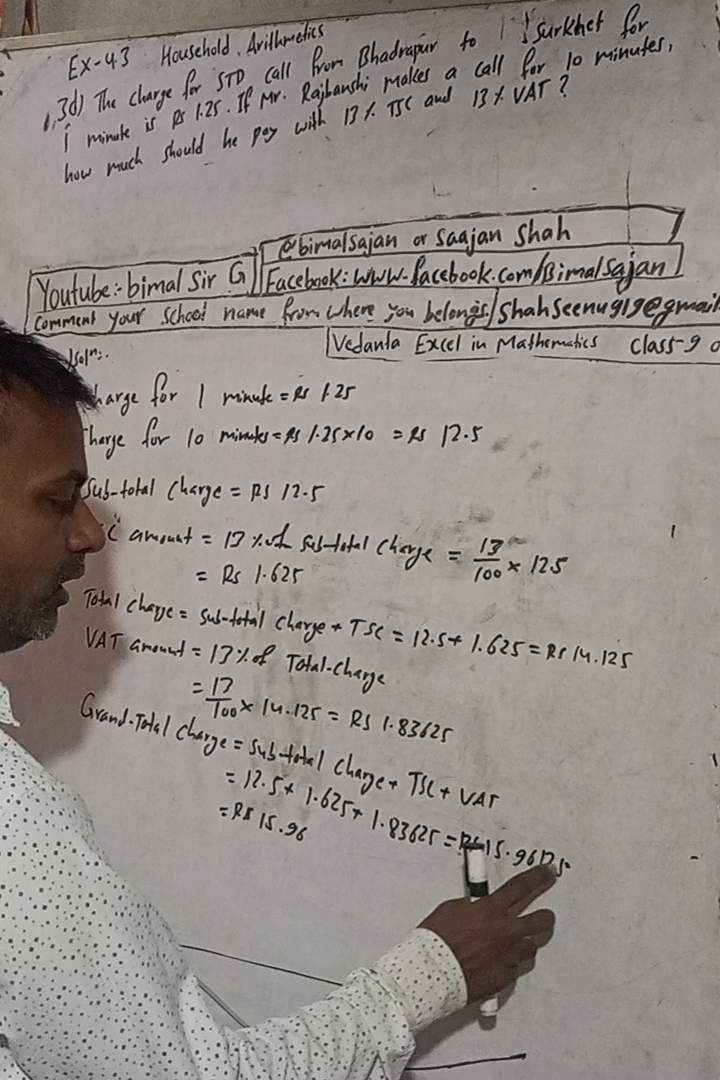 Ex-4.3 Household Arithmetics
1, 3d) The charge for STD call from Bhadrapur to Surkhet for
1 minute is Rs 1.25. If Mr. Rajbanshi makes a call for 10 minutes,
how much should he pay with 13% TSC and 13% VAT?
@bimalsajan or Saajan Shah
Youtube:- bimal Sir G Facebook: www.facebook.com/Bimalsajan
Comment your school name from where you belongs/shahseenu919@gmail
Vedanta Excel in Mathematics Class-9
Soln:-
harge for 1 minute = Rs 1.25
Charge for 10 minutes = Rs 1.25x10 = Rs 12.5
Sub-total Charge = Rs 12.5
C amount = 13% of Sub-total Charge = 13/100 x 12.5
= Rs 1.625
Total charge = Sub-total Charge + TSC = 12.5+ 1.625 = Rs 14.125
VAT amount = 13% of Total-Charge
= 13/100 x 14.125 = Rs 1.83625
Grand-Total Charge = Sub-total Charge + TSC + VAT
= 12.5+ 1.625+ 1.83625 = Rs 15.96125
= Rs 15.96